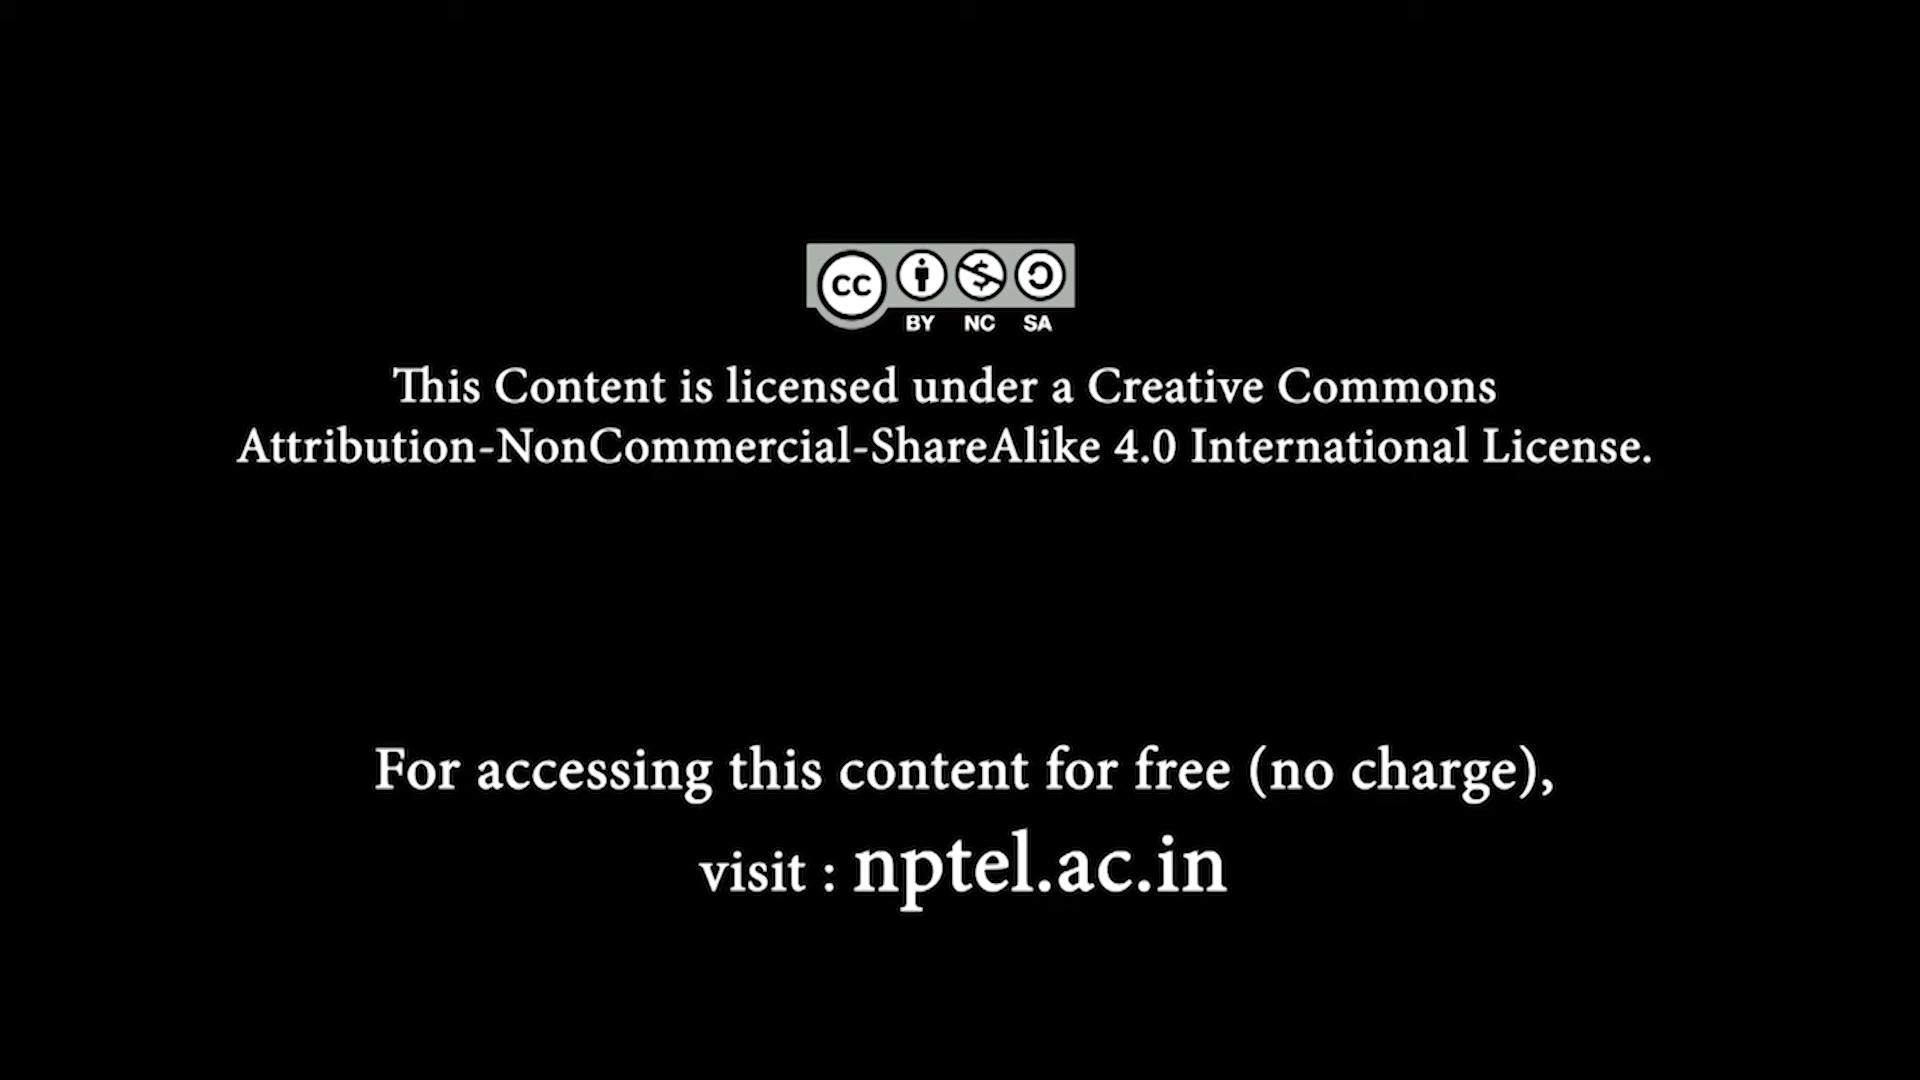 cc
BY NC SA
This Content is licensed under a Creative Commons
Attribution-NonCommercial-ShareAlike 4.0 International License.
For accessing this content for free (no charge),
visit : nptel.ac.in